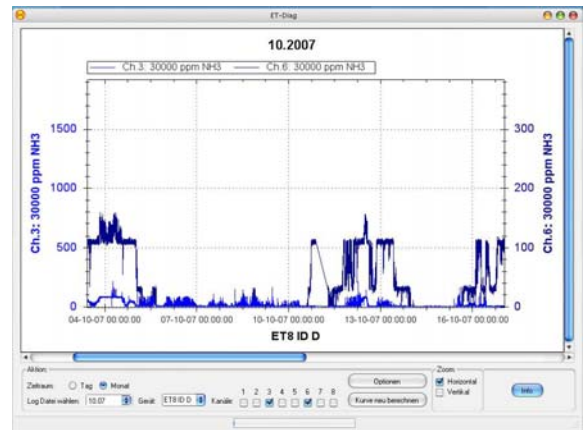 ET-Diag
10.2007
Ch.3: 30000 ppm NH3 Ch.6: 30000 ppm NH3
Ch.3: 30000 ppm NH3
1500
1000
500
0
300
200
100
0
Ch.6: 30000 ppm NH3
04-10-07 00:00:00 07-10-07 00:00:00 10-10-07 00:00:00 13-10-07 00:00:00 16-10-07 00:00:00
ET8 ID D
Aktion
Zeitraum: Tag Monat
Log Datei wählen: 10.07 Gerät: ET8 ID D Kanäle: 1 2 3 4 5 6 7 8
Optionen
Kurve neu berechnen
Zoom
Horizontal
Vertikal
Info